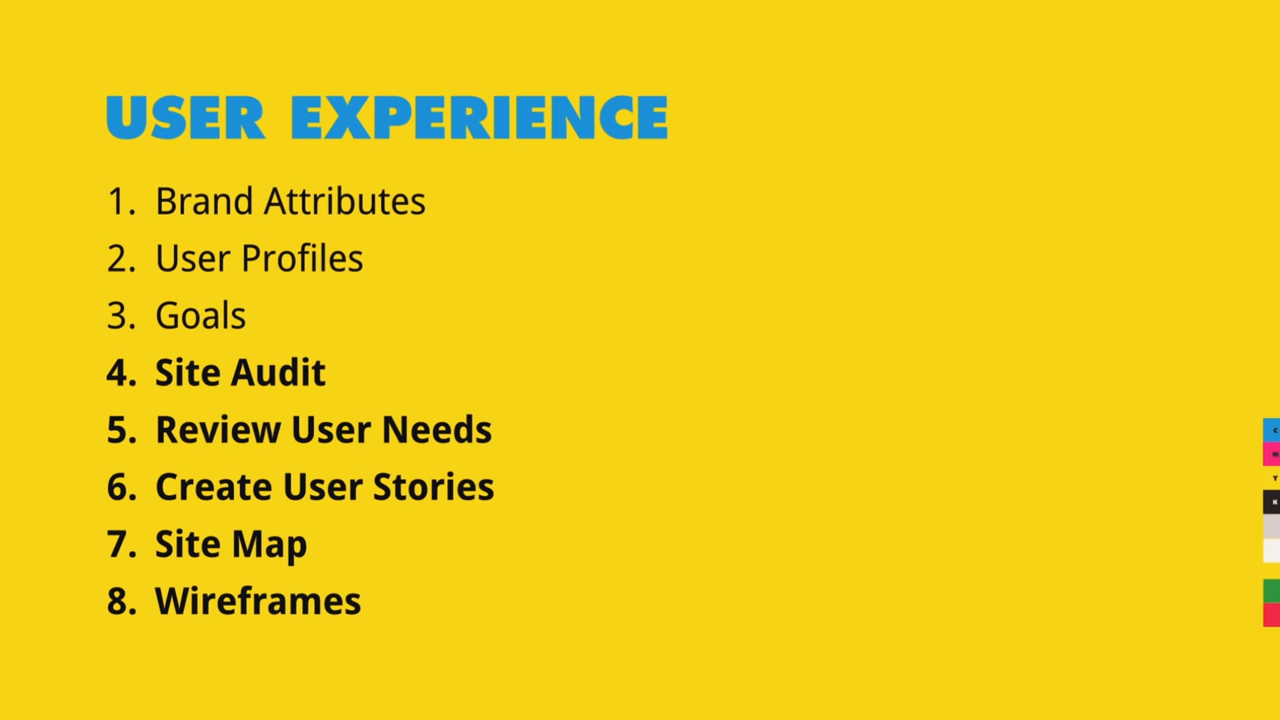 USER EXPERIENCE
1. Brand Attributes
2. User Profiles
3. Goals
4. Site Audit
5. Review User Needs
6. Create User Stories
7. Site Map
8. Wireframes
C
M
Y
K